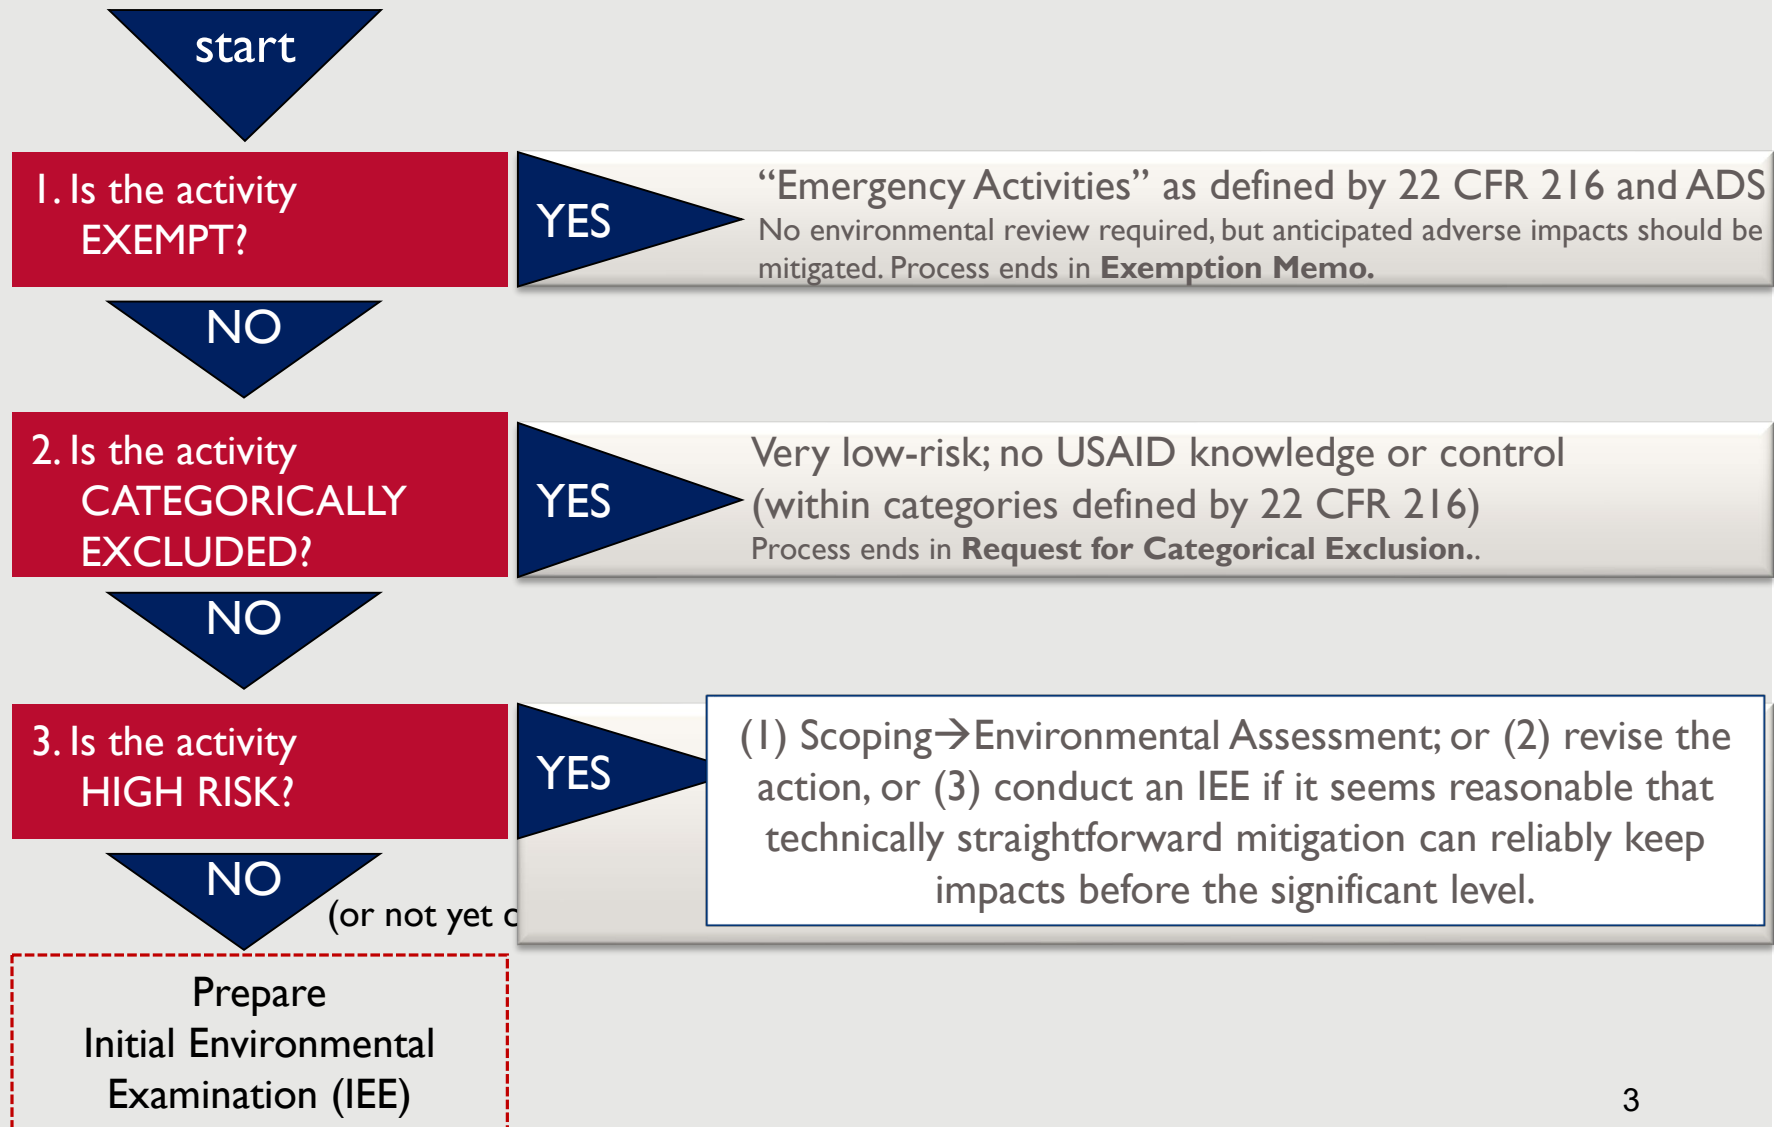 start
1. Is the activity
EXEMPT?
YES
“Emergency Activities” as defined by 22 CFR 216 and ADS
No environmental review required, but anticipated adverse impacts should be
mitigated. Process ends in Exemption Memo.
NO
2. Is the activity
CATEGORICALLY
EXCLUDED?
YES
Very low-risk; no USAID knowledge or control
(within categories defined by 22 CFR 216)
Process ends in Request for Categorical Exclusion..
NO
3. Is the activity
HIGH RISK?
YES
(1) Scoping→Environmental Assessment; or (2) revise the
action, or (3) conduct an IEE if it seems reasonable that
technically straightforward mitigation can reliably keep
impacts before the significant level.
NO
(or not yet
Prepare
Initial Environmental
Examination (IEE)
3